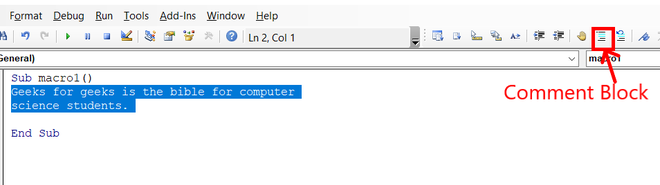 Format Debug Run Tools Add-Ins Window Help
Ln 2, Col 1
General) macro1
Sub macro1()
Comment Block
Geeks for geeks is the bible for computer
science students.
End Sub